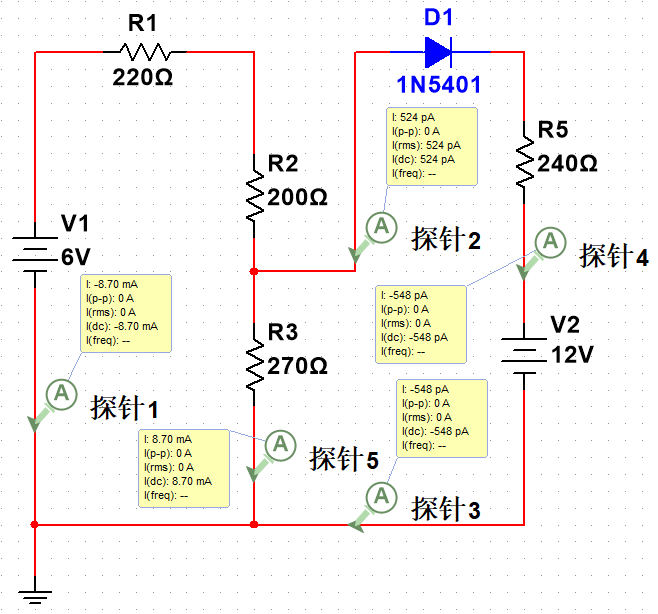 R1
220Ω
D1
1N5401
I: 524 pA
I(p-p): 0 A
I(rms): 524 pA
I(dc): 524 pA
I(freq): --
R5
240Ω
R2
200Ω
A
探针2
A
探针4
V1
6V
I: -8.70 mA
I(p-p): 0 A
I(rms): 0 A
I(dc): -8.70 mA
I(freq): --
I: -548 pA
I(p-p): 0 A
I(rms): 0 A
I(dc): -548 pA
I(freq): --
V2
12V
R3
270Ω
A
探针1
I: -548 pA
I(p-p): 0 A
I(rms): 0 A
I(dc): -548 pA
I(freq): --
I: 8.70 mA
I(p-p): 0 A
I(rms): 0 A
I(dc): 8.70 mA
I(freq): --
A
探针5
A
探针3